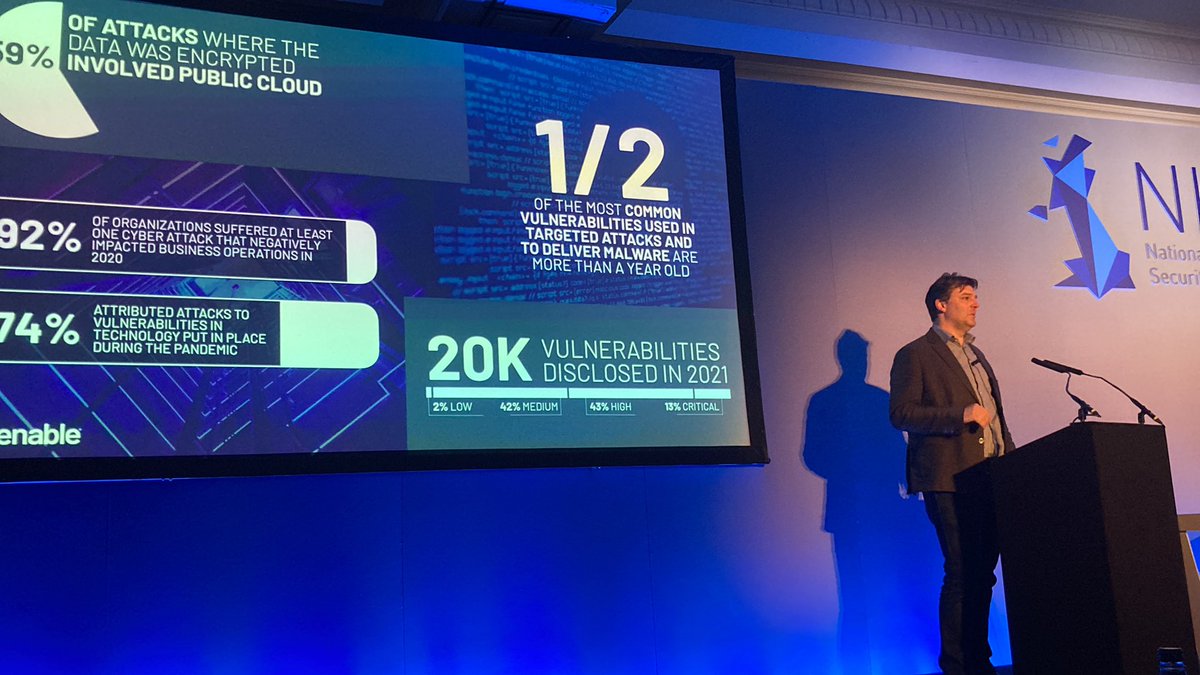 59%
OF ATTACKS WHERE THE
DATA WAS ENCRYPTED
INVOLVED PUBLIC CLOUD
92%
OF ORGANIZATIONS SUFFERED AT LEAST
ONE CYBER ATTACK THAT NEGATIVELY
IMPACTED BUSINESS OPERATIONS IN
2020
74%
ATTRIBUTED ATTACKS TO
VULNERABILITIES IN
TECHNOLOGY PUT IN PLACE
DURING THE PANDEMIC
enable
1/2
OF THE MOST COMMON
VULNERABILITIES USED IN
TARGETED ATTACKS AND
TO DELIVER MALWARE ARE
MORE THAN A YEAR OLD
20K
VULNERABILITIES
DISCLOSED IN 2021
2% LOW 42% MEDIUM 43% HIGH 13% CRITICAL
National
Securi